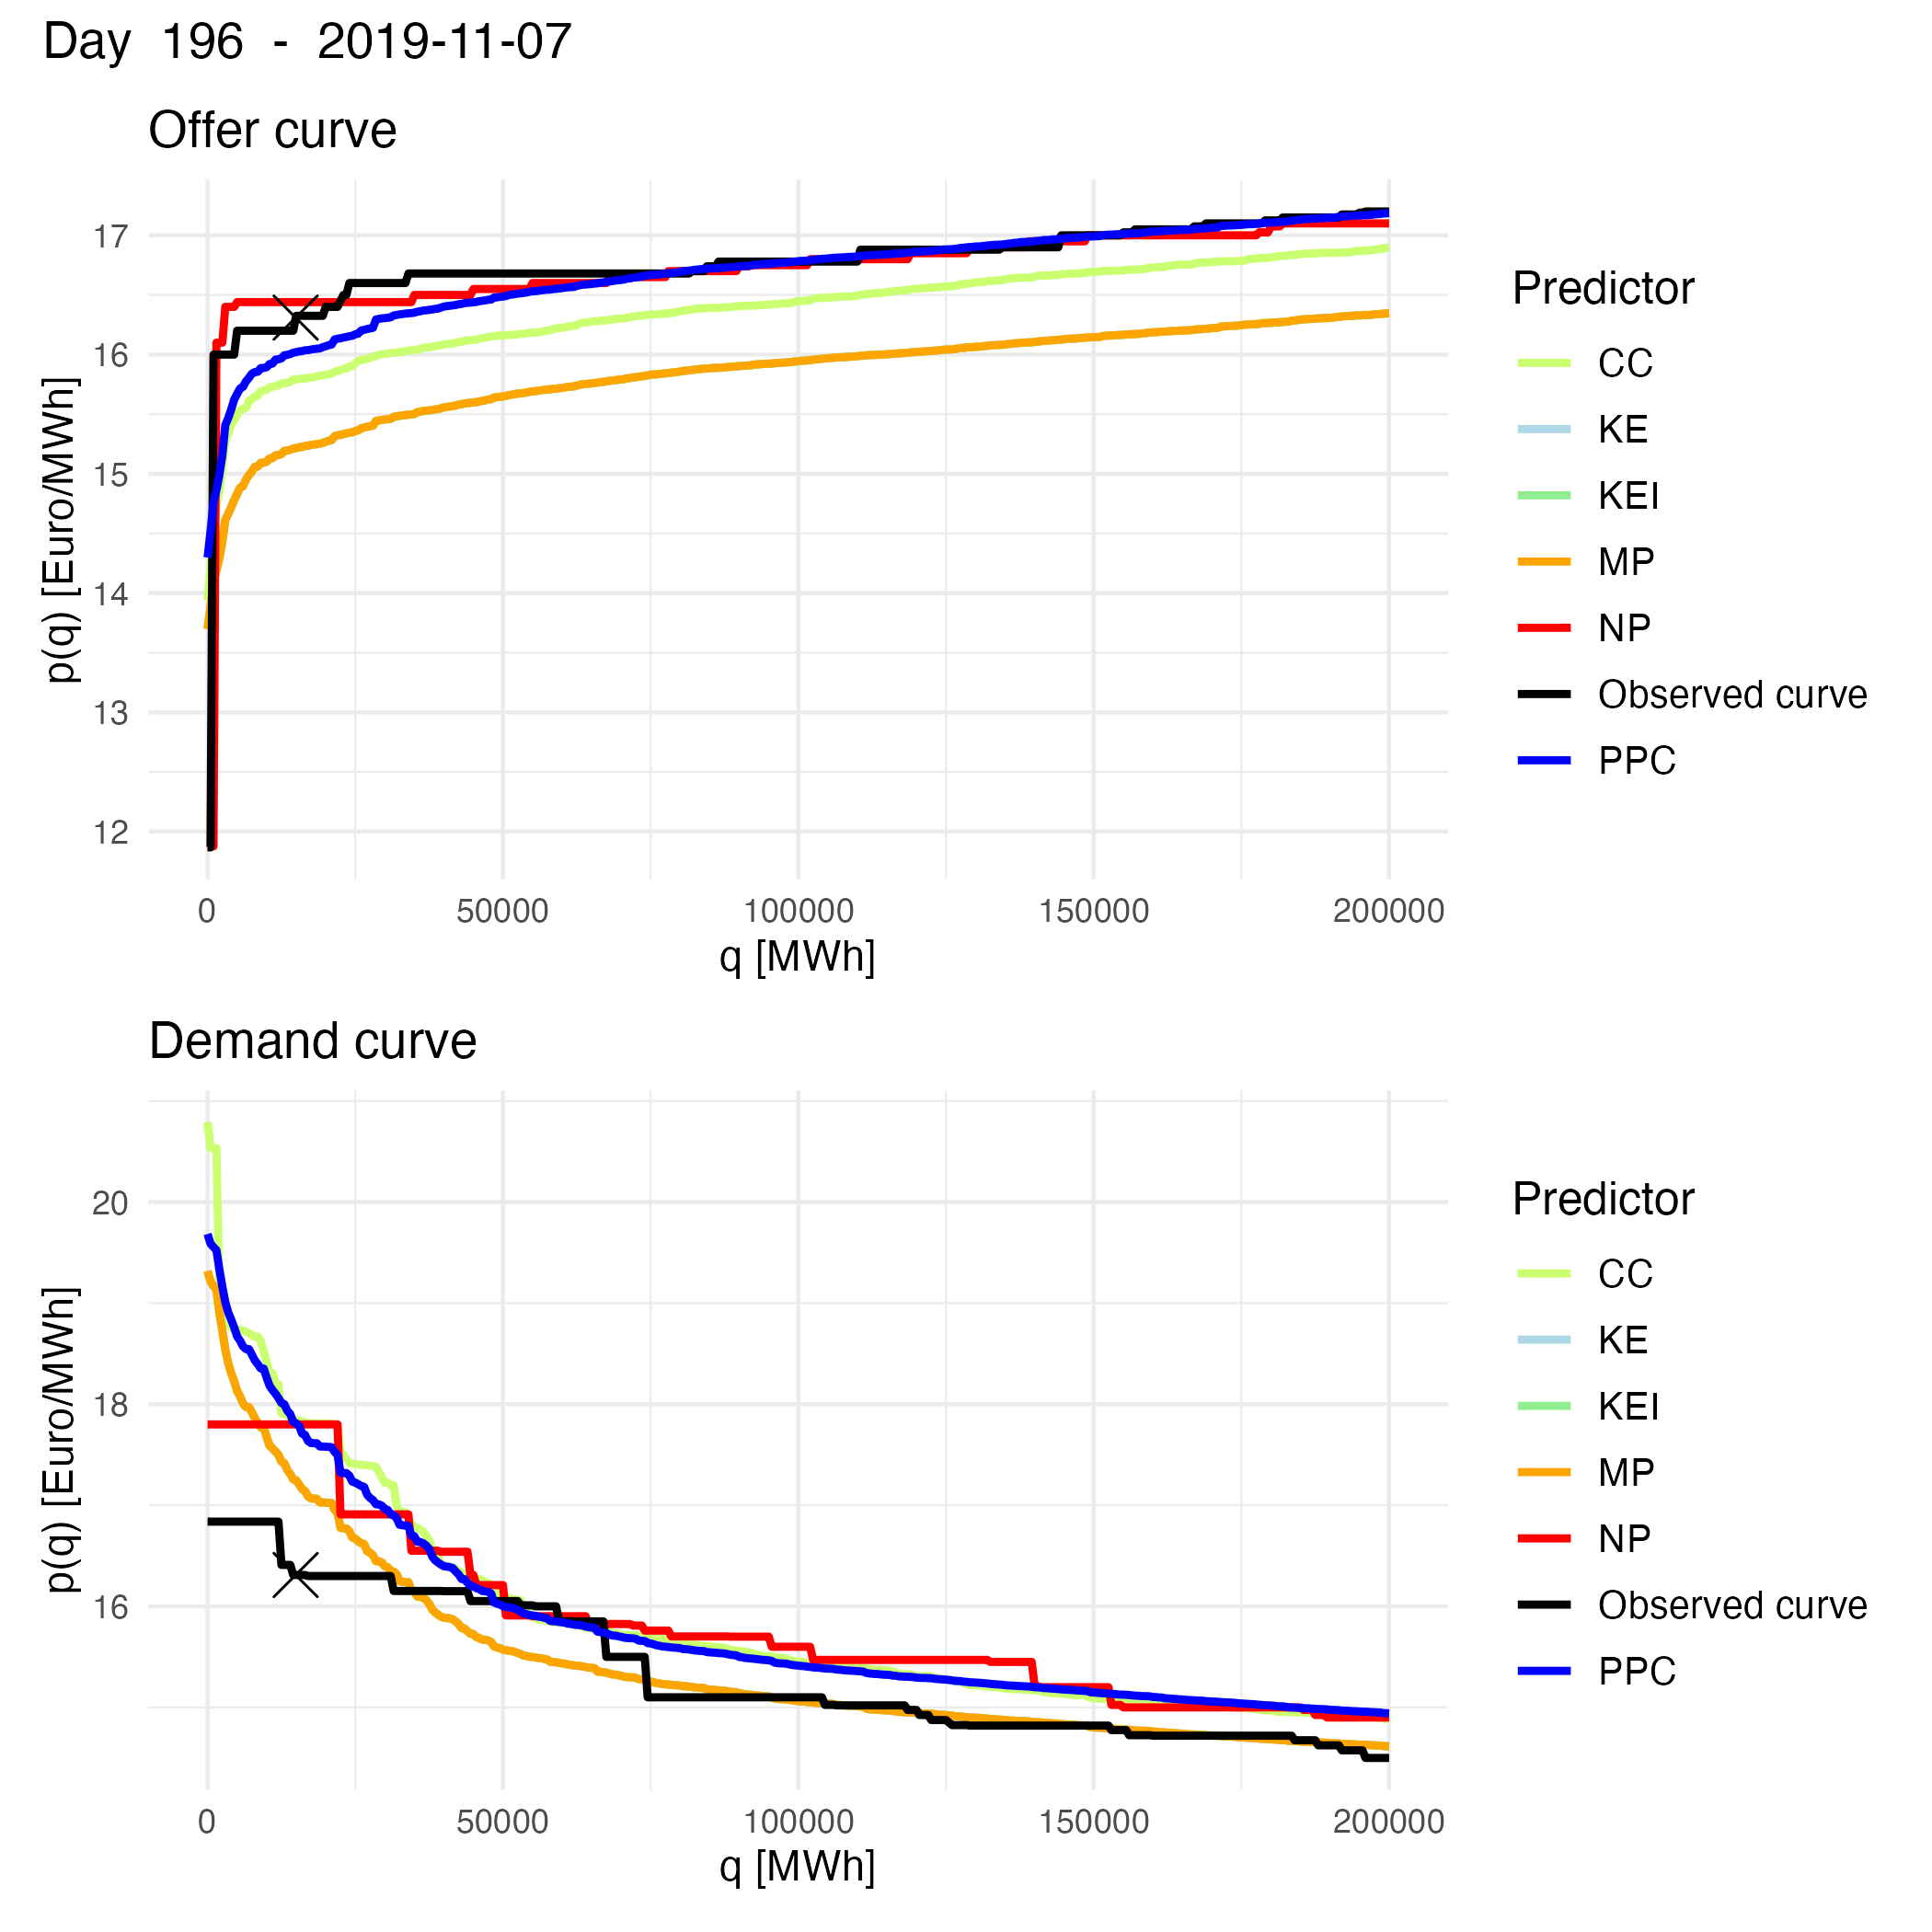 Day 196 - 2019-11-07
Offer curve
17
16
15
14
13
12
p(q) [Euro/MWh]
0 50000 100000 150000 200000
q [MWh]
Predictor
CC
KE
KEI
MP
NP
Observed curve
PPC
Demand curve
20
18
16
p(q) [Euro/MWh]
0 50000 100000 150000 200000
q [MWh]
Predictor
CC
KE
KEI
MP
NP
Observed curve
PPC